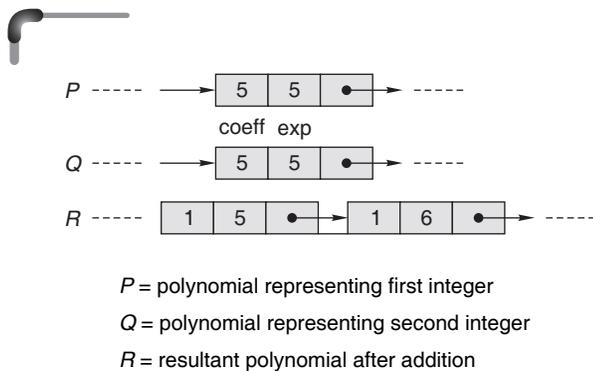 P ----- 5 5 -----
coeff exp
Q ----- 5 5 -----
R ----- 1 5 1 6 -----
P = polynomial representing first integer
Q = polynomial representing second integer
R = resultant polynomial after addition